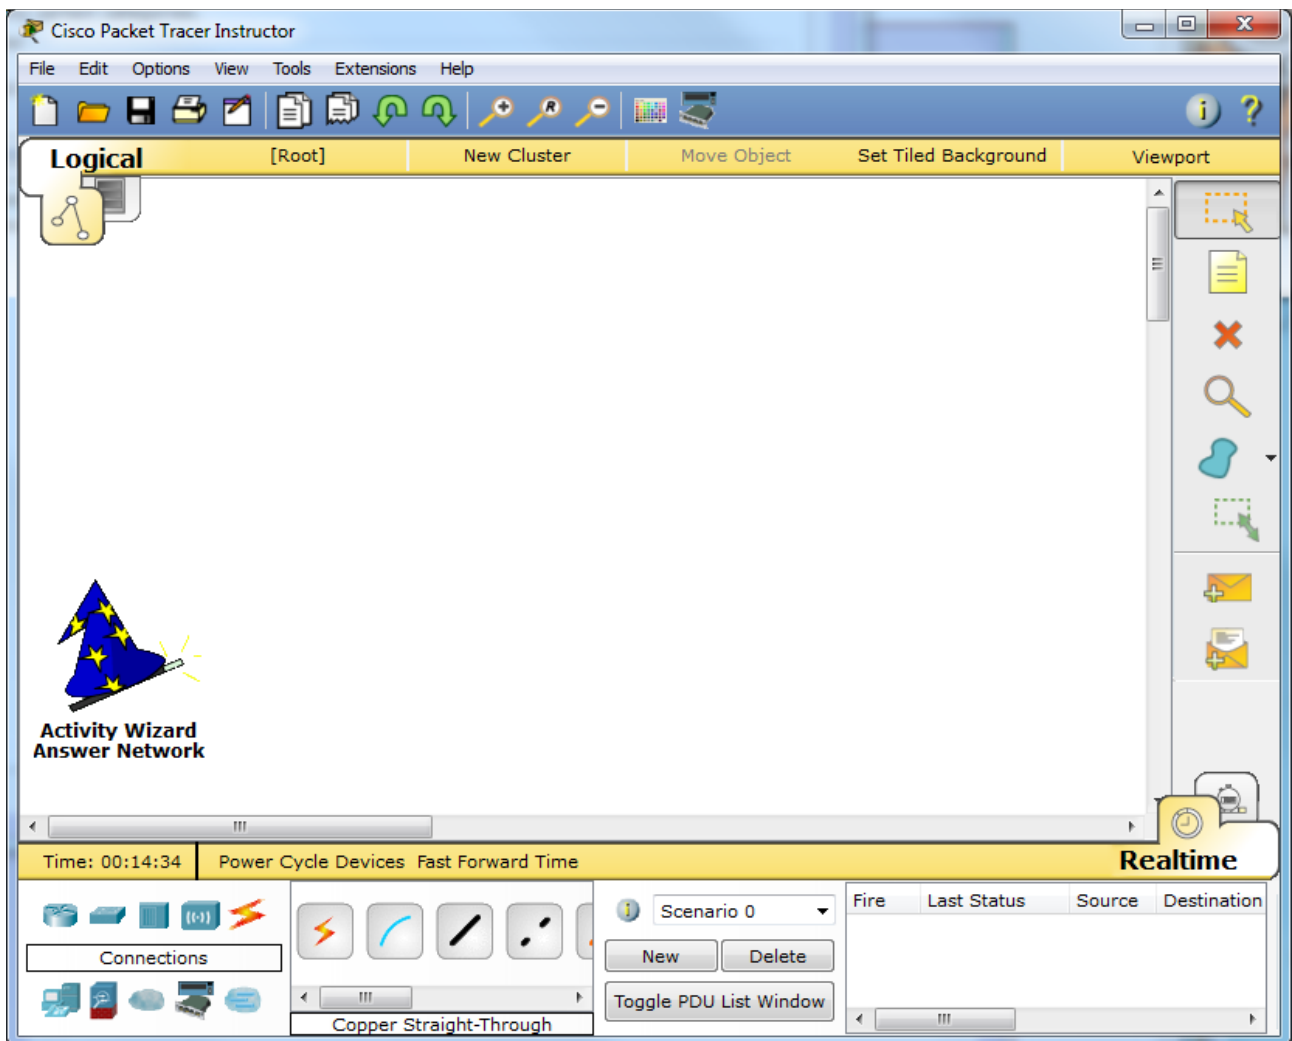 Cisco Packet Tracer Instructor
File Edit Options View Tools Extensions Help
Logical [Root] New Cluster Move Object Set Tiled Background Viewport
Activity Wizard
Answer Network
Time: 00:14:34 Power Cycle Devices Fast Forward Time Realtime
Fire Last Status Source Destination
Scenario 0
Connections
New Delete
Toggle PDU List Window
Copper Straight-Through